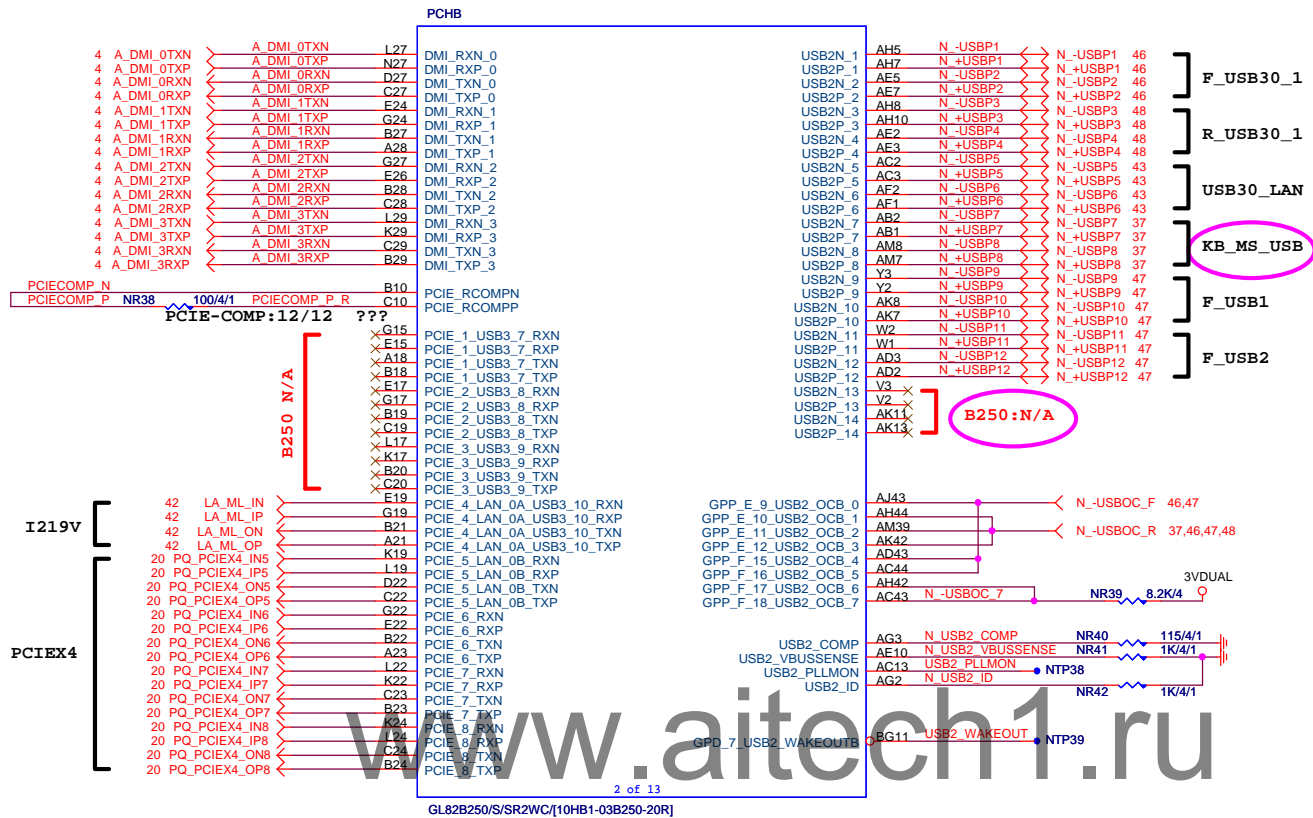 PCHB
4 A_DMI_0TXN A_DMI_0TXN L27 DMI_RXN_0
4 A_DMI_0TXP A_DMI_0TXP N27 DMI_RXP_0
4 A_DMI_0RXN A_DMI_0RXN D27 DMI_TXN_0
4 A_DMI_0RXP A_DMI_0RXP C27 DMI_TXP_0
4 A_DMI_1TXN A_DMI_1TXN E24 DMI_RXN_1
4 A_DMI_1TXP A_DMI_1TXP G24 DMI_RXP_1
4 A_DMI_1RXN A_DMI_1RXN B27 DMI_TXN_1
4 A_DMI_1RXP A_DMI_1RXP A28 DMI_TXP_1
4 A_DMI_2TXN A_DMI_2TXN G27 DMI_RXN_2
4 A_DMI_2TXP A_DMI_2TXP E26 DMI_RXP_2
4 A_DMI_2RXN A_DMI_2RXN B28 DMI_TXN_2
4 A_DMI_2RXP A_DMI_2RXP C28 DMI_TXP_2
4 A_DMI_3TXN A_DMI_3TXN L29 DMI_RXN_3
4 A_DMI_3TXP A_DMI_3TXP K29 DMI_RXP_3
4 A_DMI_3RXN A_DMI_3RXN C29 DMI_TXN_3
4 A_DMI_3RXP A_DMI_3RXP B29 DMI_TXP_3
PCIECOMP_N B10 PCIE_RCOMPN
PCIECOMP_P NR38 100/4/1 PCIECOMP_P_R C10 PCIE_RCOMPP
PCIE-COMP:12/12 ???
B250 N/A
G15 PCIE_1_USB3_7_RXN
E15 PCIE_1_USB3_7_RXP
A18 PCIE_1_USB3_7_TXN
B18 PCIE_1_USB3_7_TXP
E17 PCIE_2_USB3_8_RXN
G17 PCIE_2_USB3_8_RXP
B19 PCIE_2_USB3_8_TXN
C19 PCIE_2_USB3_8_TXP
L17 PCIE_3_USB3_9_RXN
K17 PCIE_3_USB3_9_RXP
B20 PCIE_3_USB3_9_TXN
C20 PCIE_3_USB3_9_TXP
I219V
42 LA_ML_IN E19 PCIE_4_LAN_0A_USB3_10_RXN
42 LA_ML_IP G19 PCIE_4_LAN_0A_USB3_10_RXP
42 LA_ML_ON B21 PCIE_4_LAN_0A_USB3_10_TXN
42 LA_ML_OP A21 PCIE_4_LAN_0A_USB3_10_TXP
PCIEX4
20 PQ_PCIEX4_IN5 K19 PCIE_5_LAN_0B_RXN
20 PQ_PCIEX4_IP5 L19 PCIE_5_LAN_0B_RXP
20 PQ_PCIEX4_ON5 D22 PCIE_5_LAN_0B_TXN
20 PQ_PCIEX4_OP5 C22 PCIE_5_LAN_0B_TXP
20 PQ_PCIEX4_IN6 G22 PCIE_6_RXN
20 PQ_PCIEX4_IP6 E22 PCIE_6_RXP
20 PQ_PCIEX4_ON6 B22 PCIE_6_TXN
20 PQ_PCIEX4_OP6 A23 PCIE_6_TXP
20 PQ_PCIEX4_IN7 L22 PCIE_7_RXN
20 PQ_PCIEX4_IP7 K22 PCIE_7_RXP
20 PQ_PCIEX4_ON7 C23 PCIE_7_TXN
20 PQ_PCIEX4_OP7 B23 PCIE_7_TXP
20 PQ_PCIEX4_IN8 K24 PCIE_8_RXN
20 PQ_PCIEX4_IP8 L24 PCIE_8_RXP
20 PQ_PCIEX4_ON8 C24 PCIE_8_TXN
20 PQ_PCIEX4_OP8 B24 PCIE_8_TXP
USB2N_1 AH5 N_-USBP1 N_-USBP1 46
USB2P_1 AH7 N_+USBP1 N_+USBP1 46
USB2N_2 AE5 N_-USBP2 N_-USBP2 46
USB2P_2 AE7 N_+USBP2 N_+USBP2 46
F_USB30_1
USB2N_3 AH8 N_-USBP3 N_-USBP3 48
USB2P_3 AH10 N_+USBP3 N_+USBP3 48
USB2N_4 AE2 N_-USBP4 N_-USBP4 48
USB2P_4 AE3 N_+USBP4 N_+USBP4 48
R_USB30_1
USB2N_5 AC2 N_-USBP5 N_-USBP5 43
USB2P_5 AC3 N_+USBP5 N_+USBP5 43
USB2N_6 AF2 N_-USBP6 N_-USBP6 43
USB2P_6 AF1 N_+USBP6 N_+USBP6 43
USB30_LAN
USB2N_7 AB2 N_-USBP7 N_-USBP7 37
USB2P_7 AB1 N_+USBP7 N_+USBP7 37
USB2N_8 AM8 N_-USBP8 N_-USBP8 37
USB2P_8 AM7 N_+USBP8 N_+USBP8 37
KB_MS_USB
USB2N_9 Y3 N_-USBP9 N_-USBP9 47
USB2P_9 Y2 N_+USBP9 N_+USBP9 47
USB2N_10 AK8 N_-USBP10 N_-USBP10 47
USB2P_10 AK7 N_+USBP10 N_+USBP10 47
F_USB1
USB2N_11 W2 N_-USBP11 N_-USBP11 47
USB2P_11 W1 N_+USBP11 N_+USBP11 47
USB2N_12 AD3 N_-USBP12 N_-USBP12 47
USB2P_12 AD2 N_+USBP12 N_+USBP12 47
F_USB2
USB2N_13 V3
USB2P_13 V2
USB2N_14 AK11
USB2P_14 AK13
B250:N/A
GPP_E_9_USB2_OCB_0 AJ43 N_-USBOC_F 46,47
GPP_E_10_USB2_OCB_1 AH44
GPP_E_11_USB2_OCB_2 AM39 N_-USBOC_R 37,46,47,48
GPP_E_12_USB2_OCB_3 AK42
GPP_F_15_USB2_OCB_4 AD43
GPP_F_16_USB2_OCB_5 AC44
GPP_F_17_USB2_OCB_6 AH42
GPP_F_18_USB2_OCB_7 AC43 N_-USBOC_7 NR39 8.2K/4 3VDUAL
USB2_COMP AG3 N_USB2_COMP NR40 115/4/1
USB2_VBUSSENSE AE10 N_USB2_VBUSSENSE NR41 1K/4/1
USB2_PLLMON AC13 USB2_PLLMON NTP38
USB2_ID AG2 N_USB2_ID NR42 1K/4/1
GPD_7_USB2_WAKEOUTB BG11 USB2_WAKEOUT NTP39
www.aitech1.ru
2 of 13
GL82B250/S/SR2WC/[10HB1-03B250-20R]